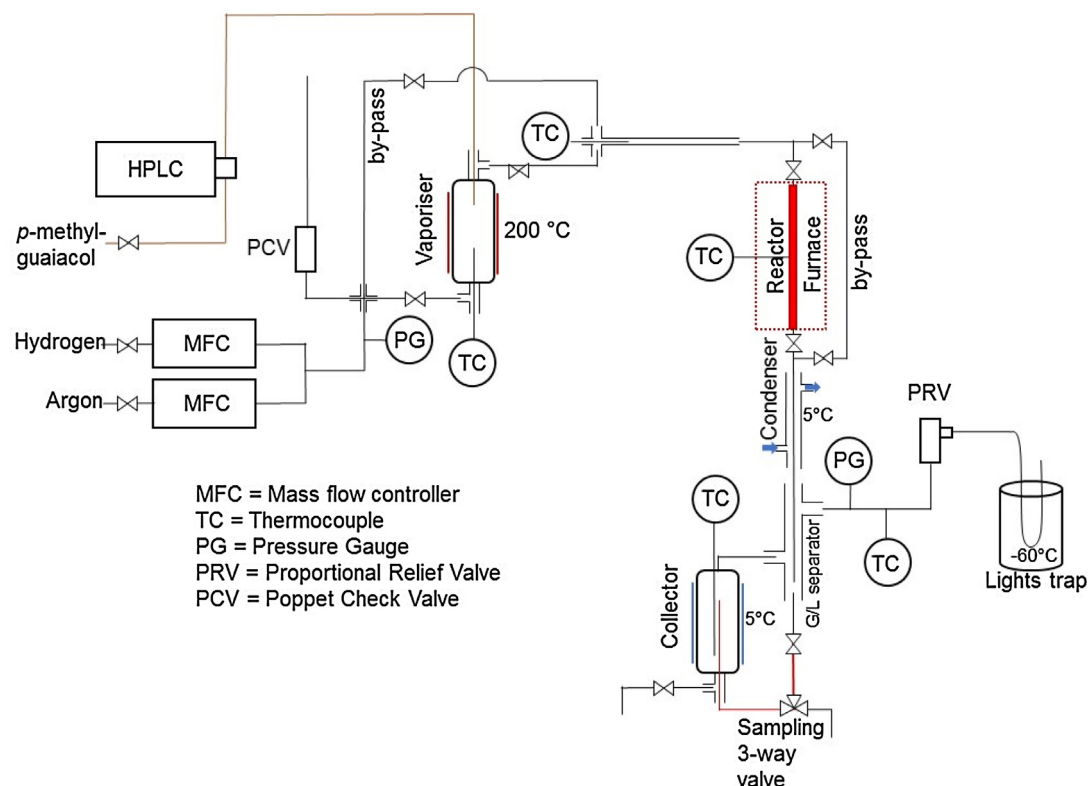 HPLC
p-methyl-
guaiacol
Hydrogen
Argon
MFC
MFC
PCV
by-pass
PG
Vaporiser
200 °C
TC
TC
TC
Reactor
Furnace
by-pass
Condenser
5°C
PRV
PG
TC
-60°C
Lights trap
G/L separator
TC
Collector
5°C
Sampling
3-way
valve
MFC = Mass flow controller
TC = Thermocouple
PG = Pressure Gauge
PRV = Proportional Relief Valve
PCV = Poppet Check Valve